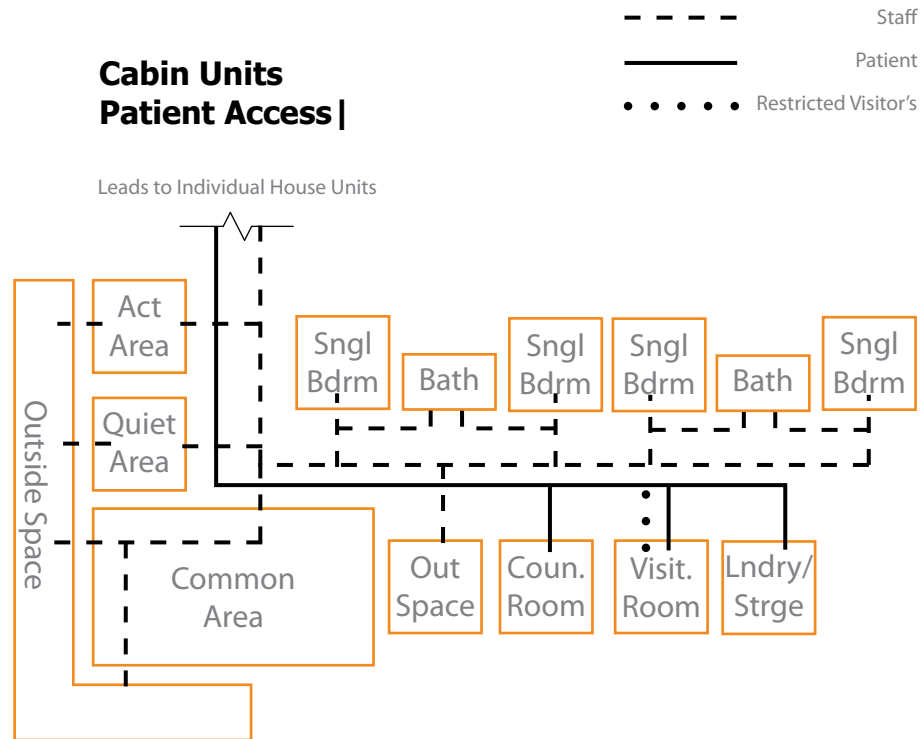 Staff
Patient
Restricted Visitor's
Cabin Units
Patient Access|
Leads to Individual House Units
Act
Area
Sngl
Bdrm
Bath
Sngl
Bdrm
Sngl
Bdrm
Bath
Sngl
Bdrm
Quiet
Area
Outside Space
Common
Area
Out
Space
Coun.
Room
Visit.
Room
Lndry/
Strge